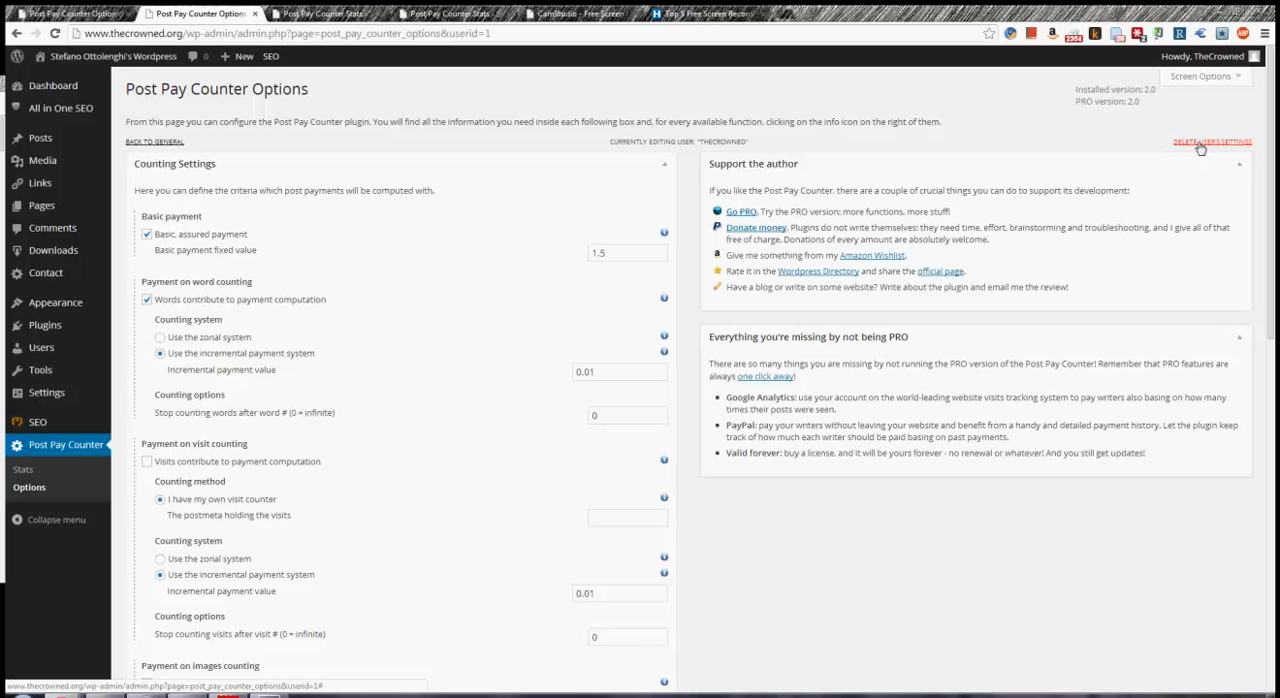 Post Pay Counter Options
Post Pay Counter Options
Post Pay Counter Stats
Post Pay Counter Stats
CamStudio - Free Screen
Top 5 Free Screen Recor
www.thecrowned.org/wp-admin/admin.php?page=post_pay_counter_options&userid=1
Stefano Ottolenghi's Wordpress
0
+ New
SEO
Howdy, TheCrowned
Dashboard
All in One SEO
Posts
Media
Links
Pages
Comments
Downloads
Contact
Appearance
Plugins
Users
Tools
Settings
SEO
Post Pay Counter
Stats
Options
Collapse menu
Screen Options
Post Pay Counter Options
Installed version: 2.0
PRO version: 2.0
From this page you can configure the Post Pay Counter plugin. You will find all the information you need inside each following box and, for every available function, clicking on the info icon on the right of them.
BACK TO GENERAL
CURRENTLY EDITING USER: "THECROWNED"
DELETE USER'S SETTINGS
Counting Settings
Here you can define the criteria which post payments will be computed with.
Basic payment
Basic, assured payment
Basic payment fixed value
1.5
Payment on word counting
Words contribute to payment computation
Counting system
Use the zonal system
Use the incremental payment system
Incremental payment value
0.01
Counting options
Stop counting words after word # (0 = infinite)
0
Payment on visit counting
Visits contribute to payment computation
Counting method
I have my own visit counter
The postmeta holding the visits
Counting system
Use the zonal system
Use the incremental payment system
Incremental payment value
0.01
Counting options
Stop counting visits after visit # (0 = infinite)
0
Payment on images counting
Support the author
If you like the Post Pay Counter, there are a couple of crucial things you can do to support its development:
Go PRO. Try the PRO version: more functions, more stuff!
Donate money. Plugins do not write themselves: they need time, effort, brainstorming and troubleshooting, and I give all of that
free of charge. Donations of every amount are absolutely welcome.
Give me something from my Amazon Wishlist.
Rate it in the Wordpress Directory and share the official page.
Have a blog or write on some website? Write about the plugin and email me the review!
Everything you're missing by not being PRO
There are so many things you are missing by not running the PRO version of the Post Pay Counter! Remember that PRO features are
always one click away!
Google Analytics: use your account on the world-leading website visits tracking system to pay writers also basing on how many
times their posts were seen.
PayPal: pay your writers without leaving your website and benefit from a handy and detailed payment history. Let the plugin keep
track of how much each writer should be paid basing on past payments.
Valid forever: buy a license, and it will be yours forever - no renewal or whatever! And you still get updates!
www.thecrowned.org/wp-admin/admin.php?page=post_pay_counter_options&userid=1#